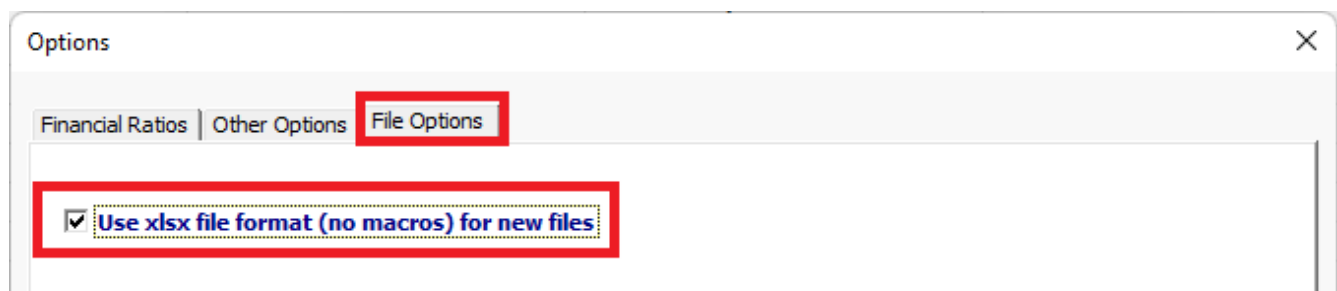 Options
Financial Ratios Other Options File Options
Use xlsx file format (no macros) for new files